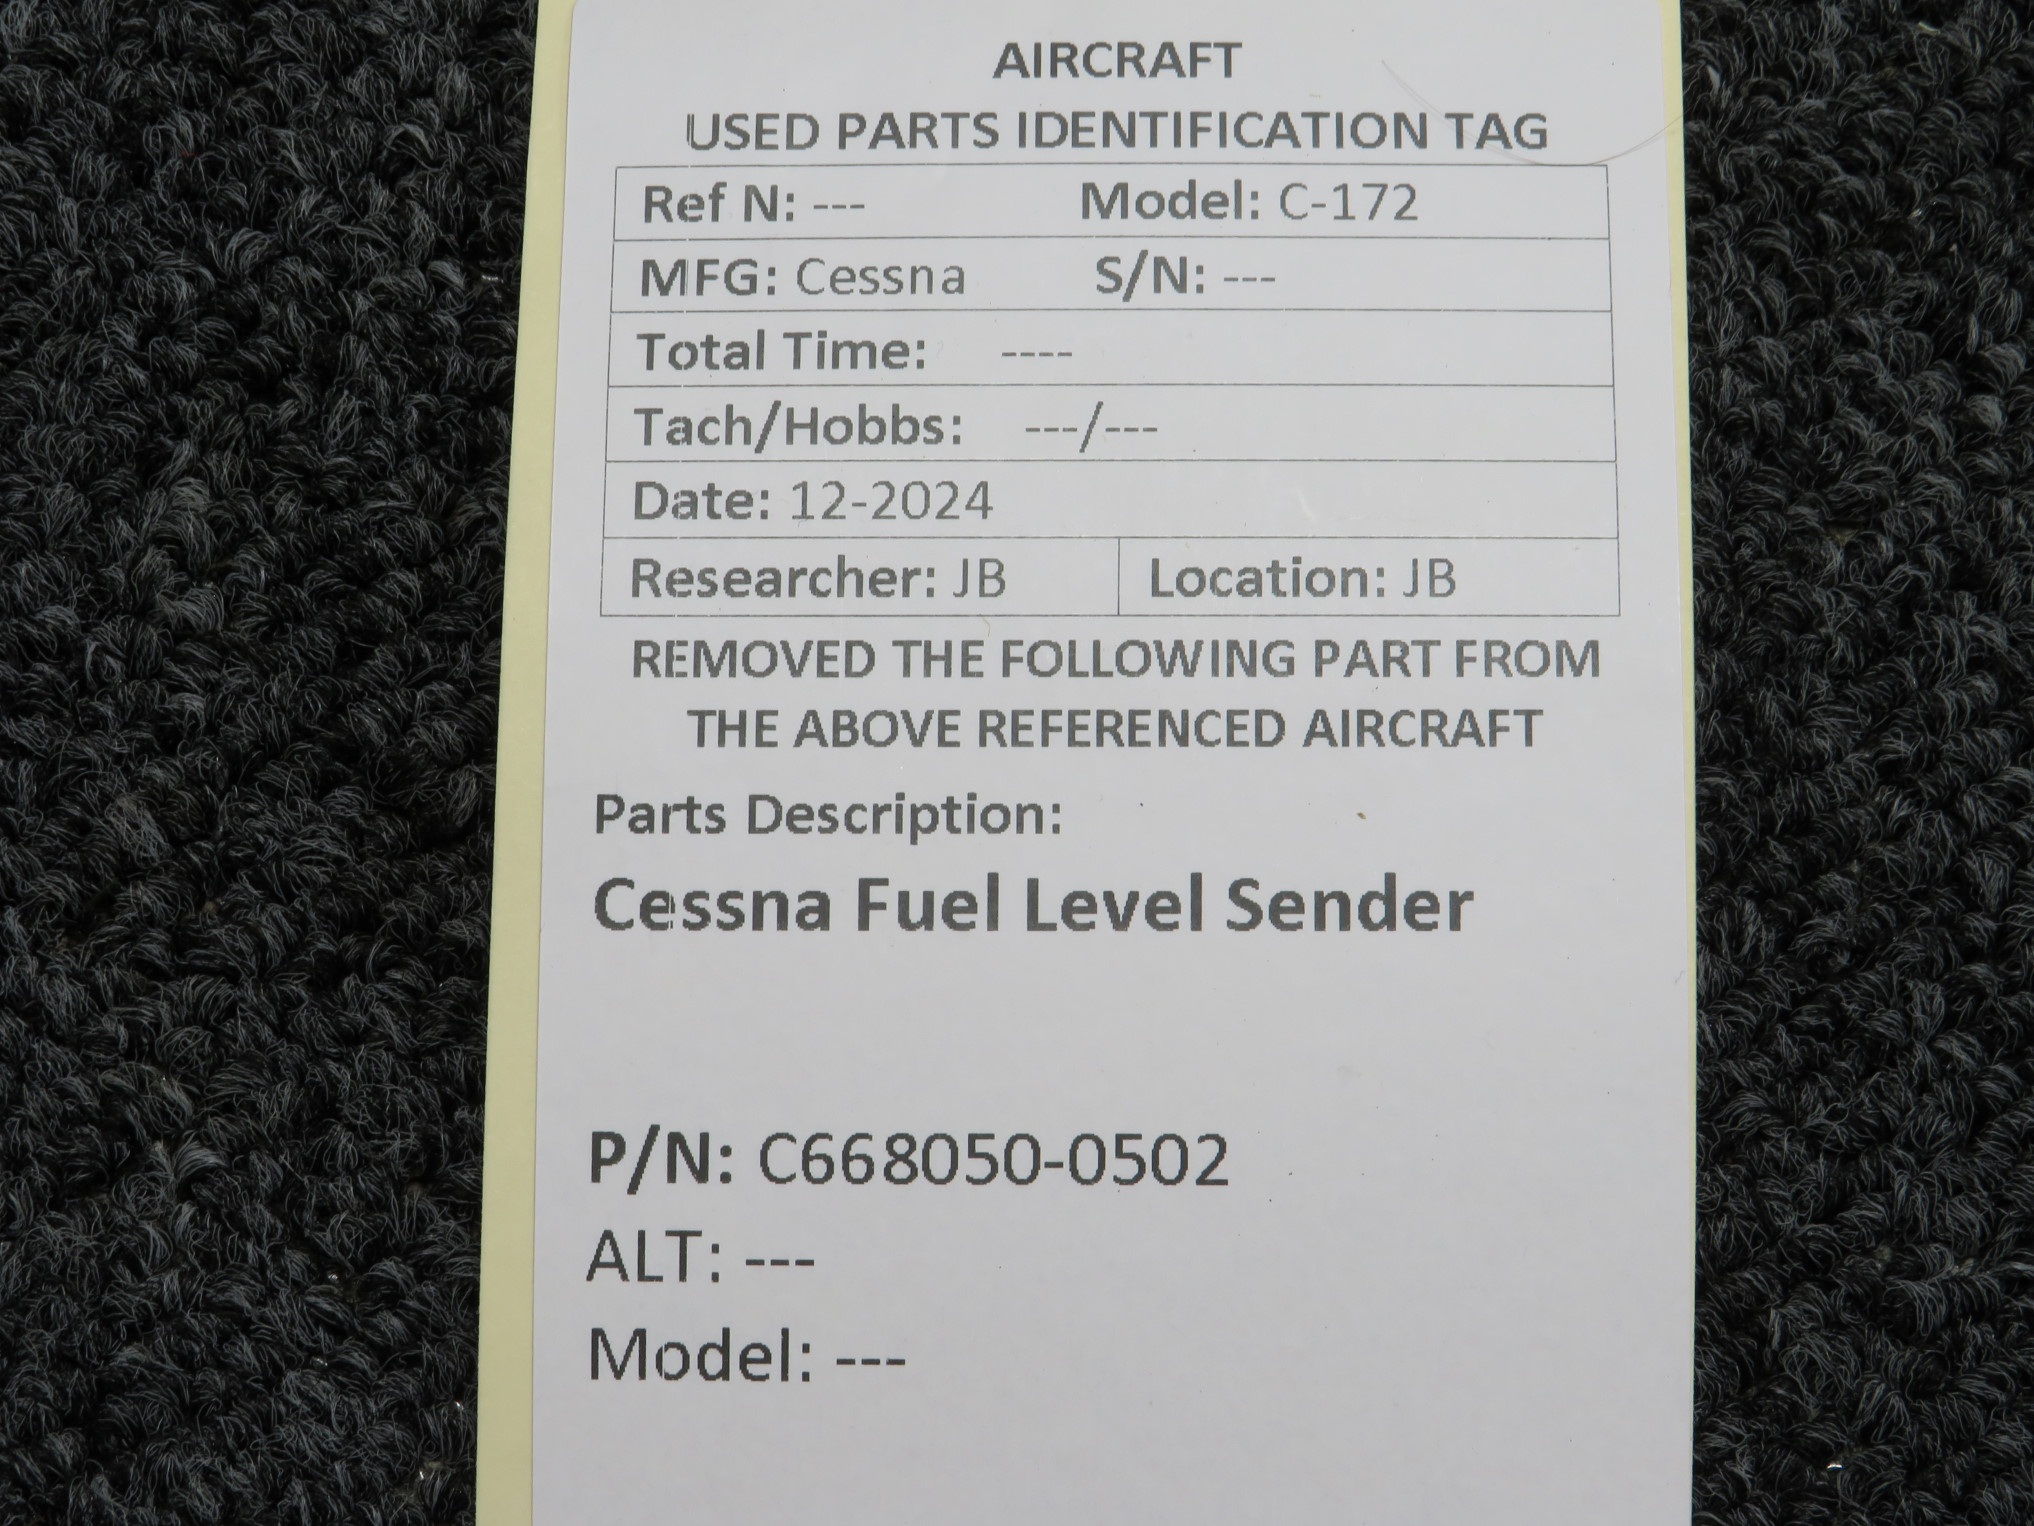 AIRCRAFT
USED PARTS IDENTIFICATION TAG
Ref N: --- Model: C-172
MFG: Cessna S/N: ---
Total Time: ----
Tach/Hobbs: ---/---
Date: 12-2024
Researcher: JB Location: JB
REMOVED THE FOLLOWING PART FROM
THE ABOVE REFERENCED AIRCRAFT
Parts Description:
Cessna Fuel Level Sender
P/N: C668050-0502
ALT: ---
Model: ---